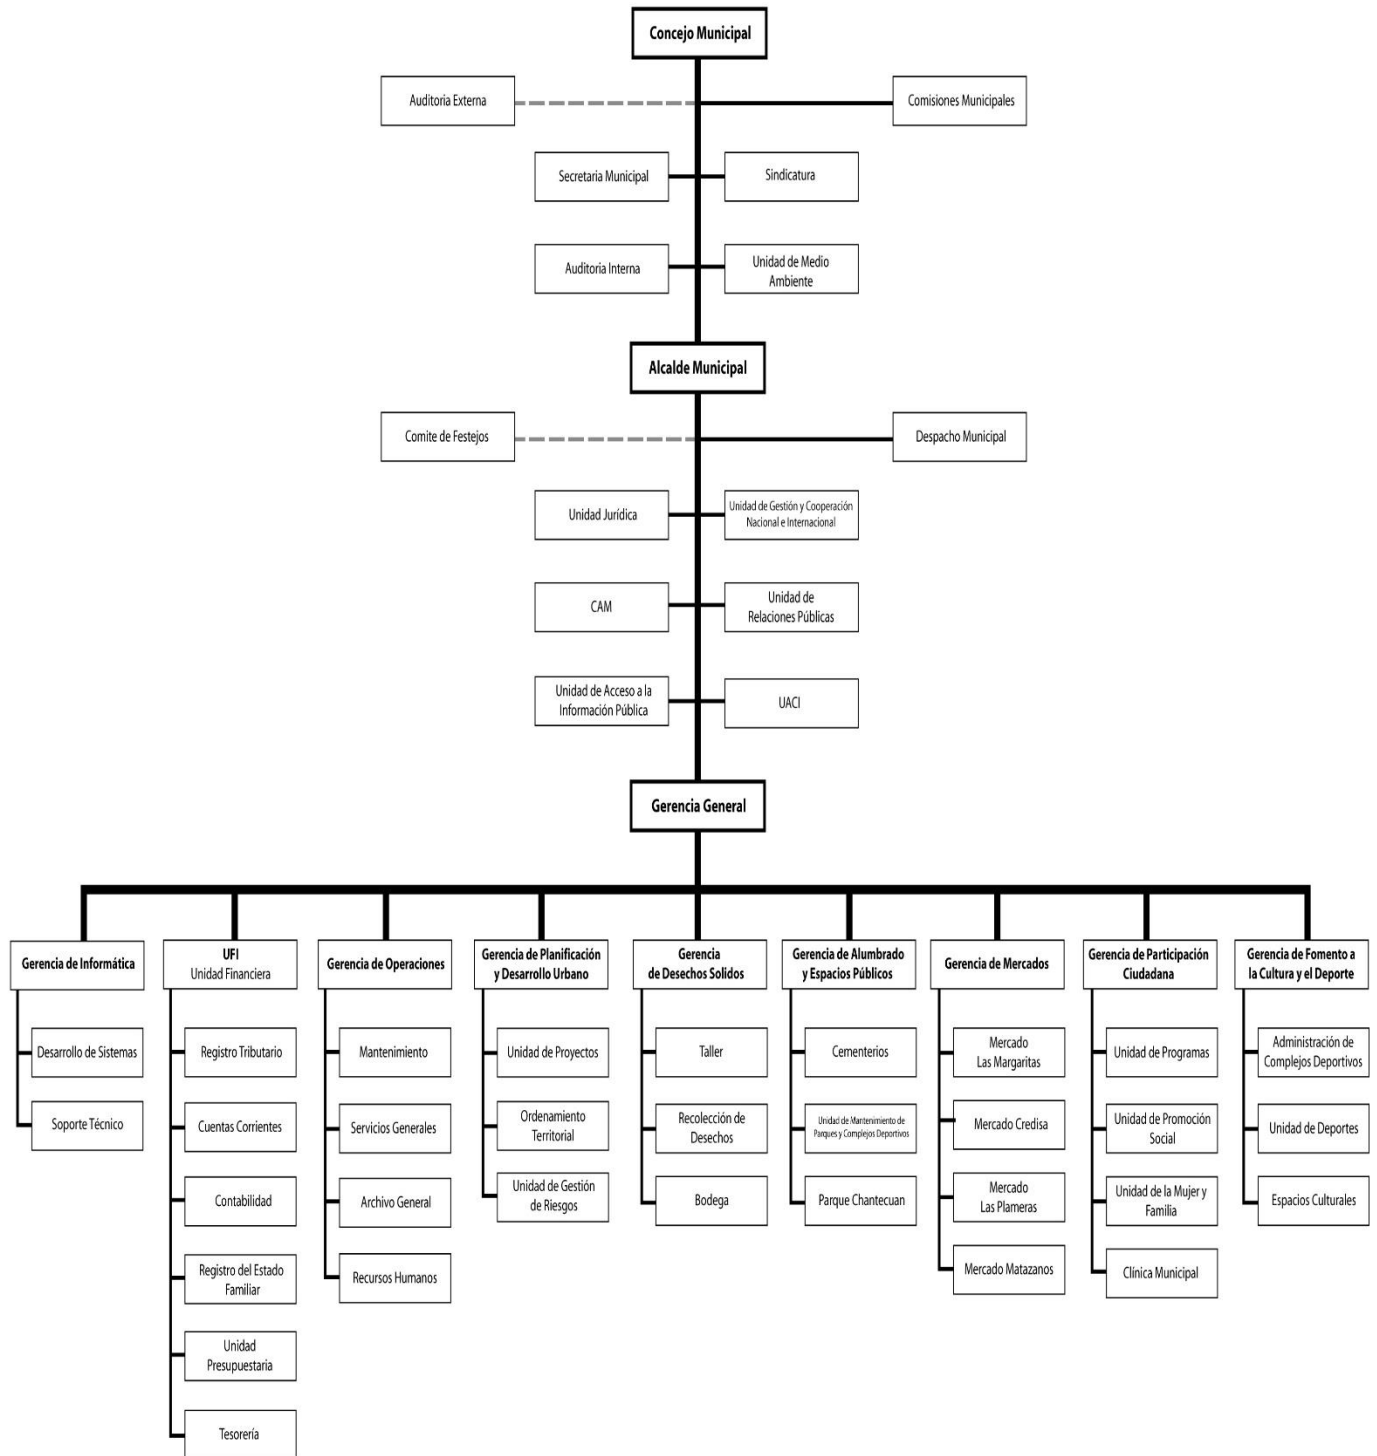 Concejo Municipal
Auditoria Externa
Comisiones Municipales
Secretaria Municipal
Sindicatura
Auditoria Interna
Unidad de Medio
Ambiente
Alcalde Municipal
Comite de Festejos
Despacho Municipal
Unidad Jurídica
Unidad de Gestión y Cooperación
Nacional e Internacional
CAM
Unidad de
Relaciones Públicas
Unidad de Acceso a la
Información Pública
UACI
Gerencia General
Gerencia de Informática
Desarrollo de Sistemas
Soporte Técnico
UFI
Unidad Financiera
Registro Tributario
Cuentas Corrientes
Contabilidad
Registro del Estado
Familiar
Unidad
Presupuestaria
Tesorería
Gerencia de Operaciones
Mantenimiento
Servicios Generales
Archivo General
Recursos Humanos
Gerencia de Planificación
y Desarrollo Urbano
Unidad de Proyectos
Ordenamiento
Territorial
Unidad de Gestión
de Riesgos
Gerencia
de Desechos Solidos
Taller
Recolección de
Desechos
Bodega
Gerencia de Alumbrado
y Espacios Públicos
Cementerios
Unidad de Mantenimiento de
Parques y Complejos Deportivos
Parque Chantecuan
Gerencia de Mercados
Mercado
Las Margaritas
Mercado Credisa
Mercado
Las Plameras
Mercado Matazanos
Gerencia de Participación
Ciudadana
Unidad de Programas
Unidad de Promoción
Social
Unidad de la Mujer y
Familia
Clínica Municipal
Gerencia de Fomento a
la Cultura y el Deporte
Administración de
Complejos Deportivos
Unidad de Deportes
Espacios Culturales